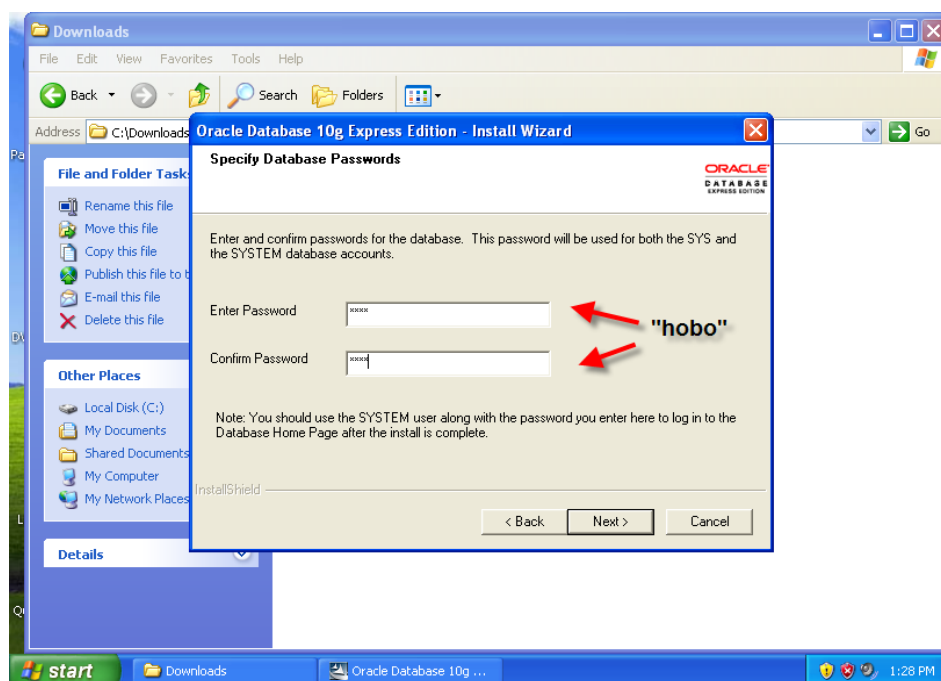 Downloads
File Edit View Favorites Tools Help
Back Search Folders
Address C:\Downloads Go
Oracle Database 10g Express Edition - Install Wizard
Specify Database Passwords
ORACLE
DATABASE
EXPRESS EDITION
Enter and confirm passwords for the database. This password will be used for both the SYS and
the SYSTEM database accounts.
Enter Password xxxx
"hobo"
Confirm Password xxxx
Note: You should use the SYSTEM user along with the password you enter here to log in to the
Database Home Page after the install is complete.
InstallShield
< Back Next > Cancel
File and Folder Task
Rename this file
Move this file
Copy this file
Publish this file to t
E-mail this file
Delete this file
Other Places
Local Disk (C:)
My Documents
Shared Documents
My Computer
My Network Places
Details
start Downloads Oracle Database 10g ... 1:28 PM